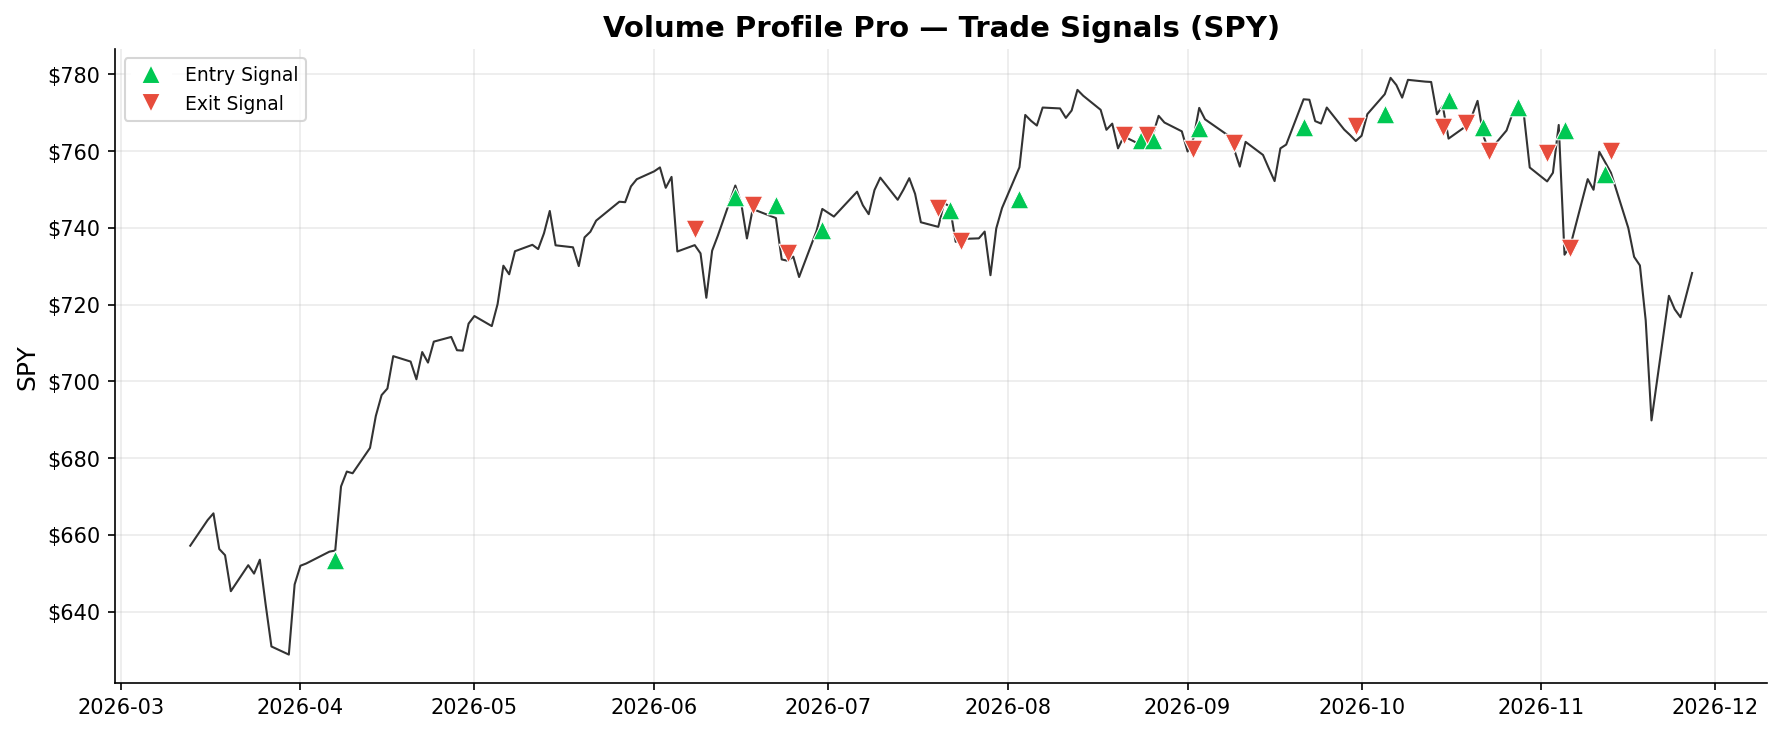 Volume Profile Pro — Trade Signals (SPY)
Entry Signal
Exit Signal
SPY
$780
$760
$740
$720
$700
$680
$660
$640
2026-03 2026-04 2026-05 2026-06 2026-07 2026-08 2026-09 2026-10 2026-11 2026-12